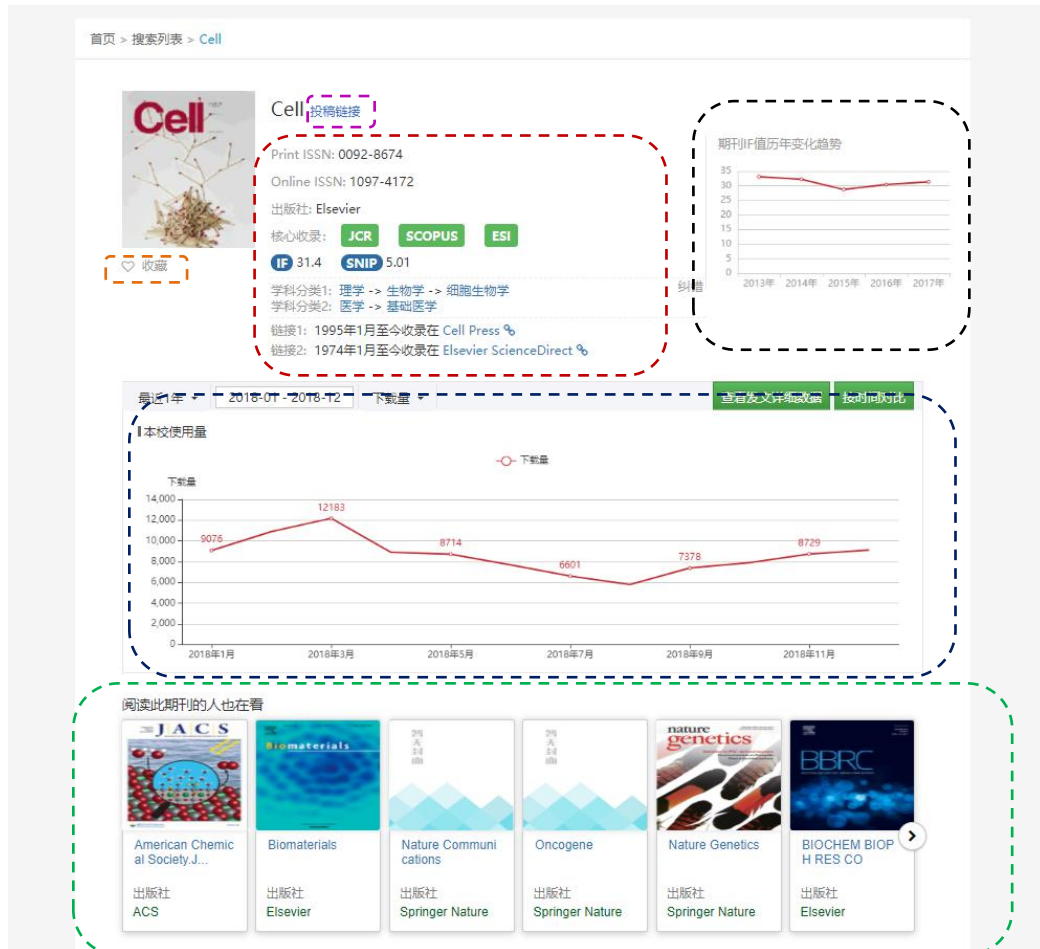 首页 > 搜索列表 > Cell
Cell
Cell 投稿链接
Print ISSN: 0092-8674
Online ISSN: 1097-4172
出版社: Elsevier
核心收录: JCR SCOPUS ESI
IF 31.4 SNIP 5.01
收藏
学科分类1: 理学 -> 生物学 -> 细胞生物学
学科分类2: 医学 -> 基础医学
纠错
链接1: 1995年1月至今收录在 Cell Press
链接2: 1974年1月至今收录在 Elsevier ScienceDirect
期刊IF值历年变化趋势
35
30
25
20
15
10
5
0
2013年 2014年 2015年 2016年 2017年
最近1年 2018-01 - 2018-12 下载量 查看发文详细数据 按时间对比
本校使用量
下载量
下载量
14,000
12,000
10,000
8,000
6,000
4,000
2,000
0
9076 12183 8714 6601 7378 8729
2018年1月 2018年3月 2018年5月 2018年7月 2018年9月 2018年11月
阅读此期刊的人也在看
JACS
Biomaterials
nature
genetics
BBRC
American Chemic
al Society.J...
出版社
ACS
Biomaterials
出版社
Elsevier
Nature Communi
cations
出版社
Springer Nature
Oncogene
出版社
Springer Nature
Nature Genetics
出版社
Springer Nature
BIOCHEM BIOP
H RES CO
出版社
Elsevier